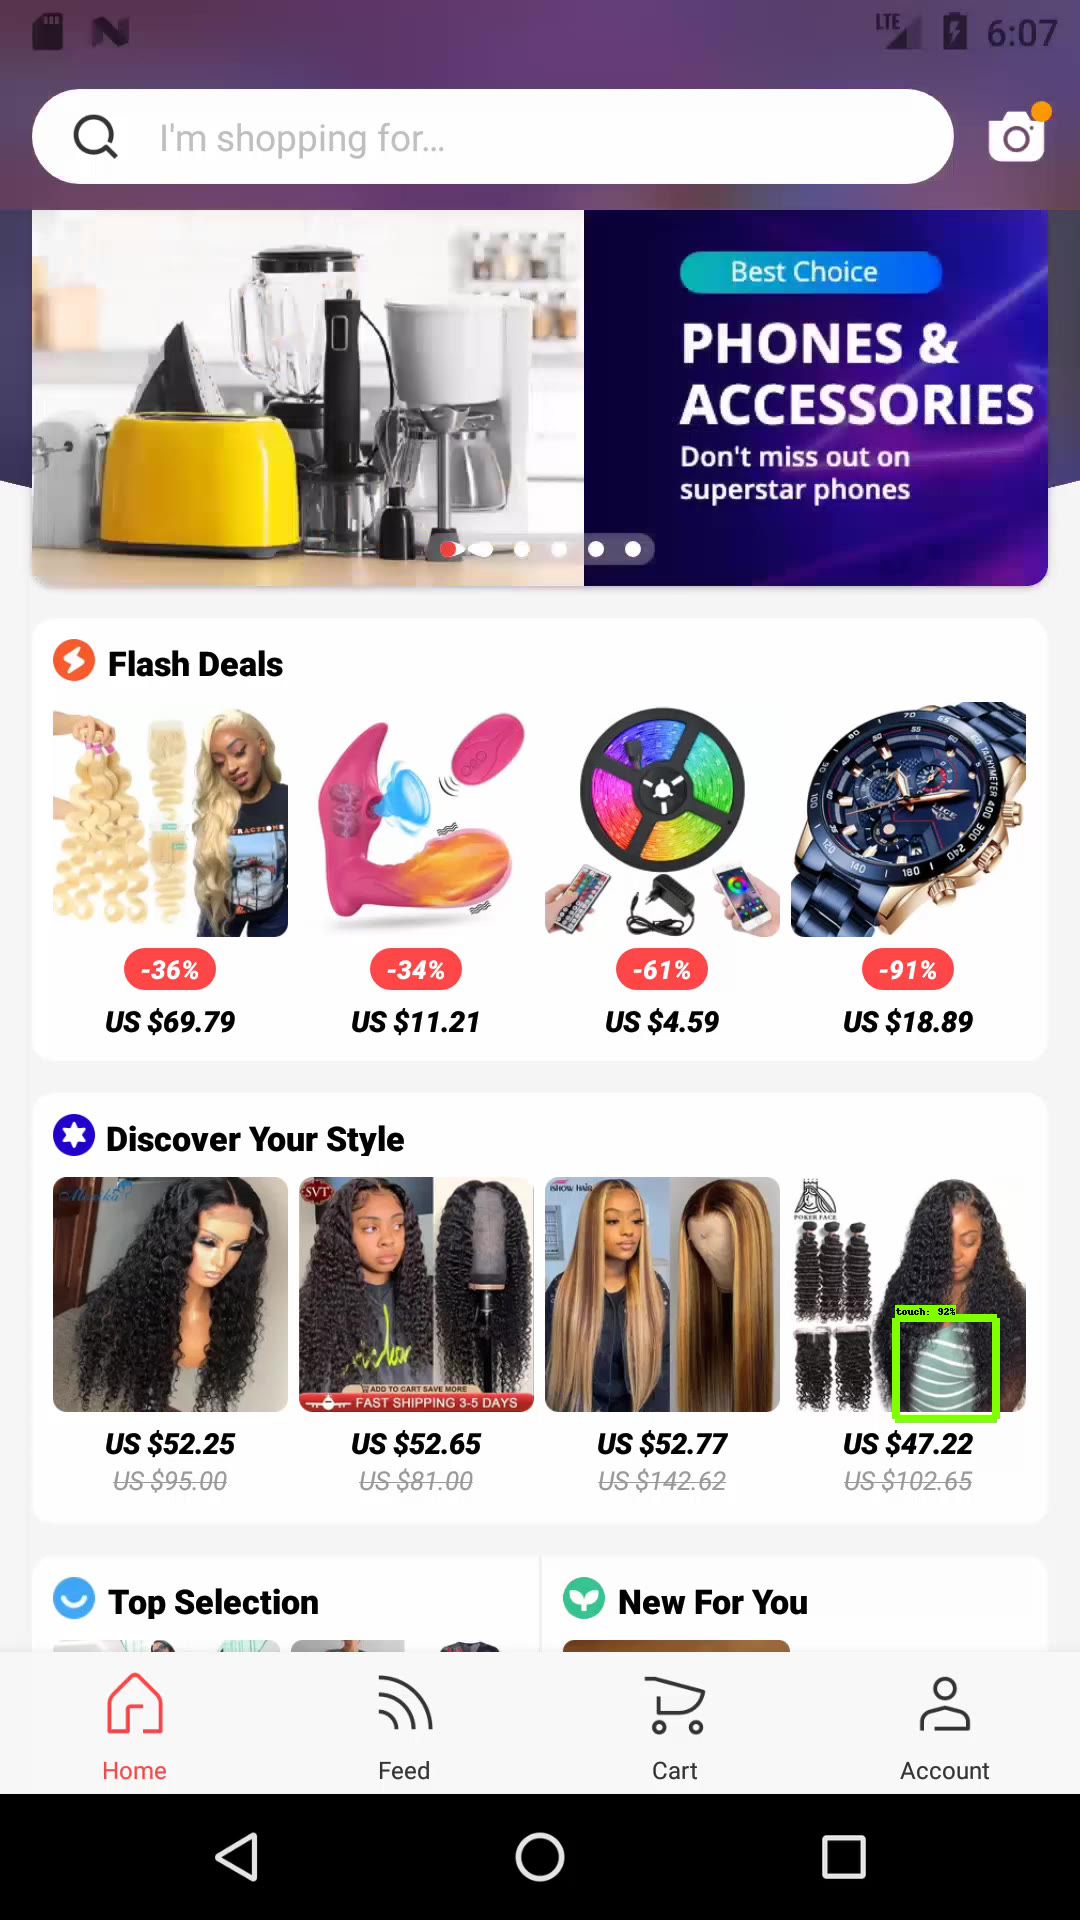 LTE
6:07
I'm shopping for...
Best Choice
PHONES &
ACCESSORIES
Don't miss out on
superstar phones
Flash Deals
-36%
-34%
-61%
-91%
US $69.79
US $11.21
US $4.59
US $18.89
Discover Your Style
SVT
ISHOW HAIR
POKER FACE
touch: 92%
ADD TO CART SAVE MORE
FAST SHIPPING 3-5 DAYS
US $52.25
US $52.65
US $52.77
US $47.22
US $95.00
US $81.00
US $142.62
US $102.65
Top Selection
New For You
Home
Feed
Cart
Account